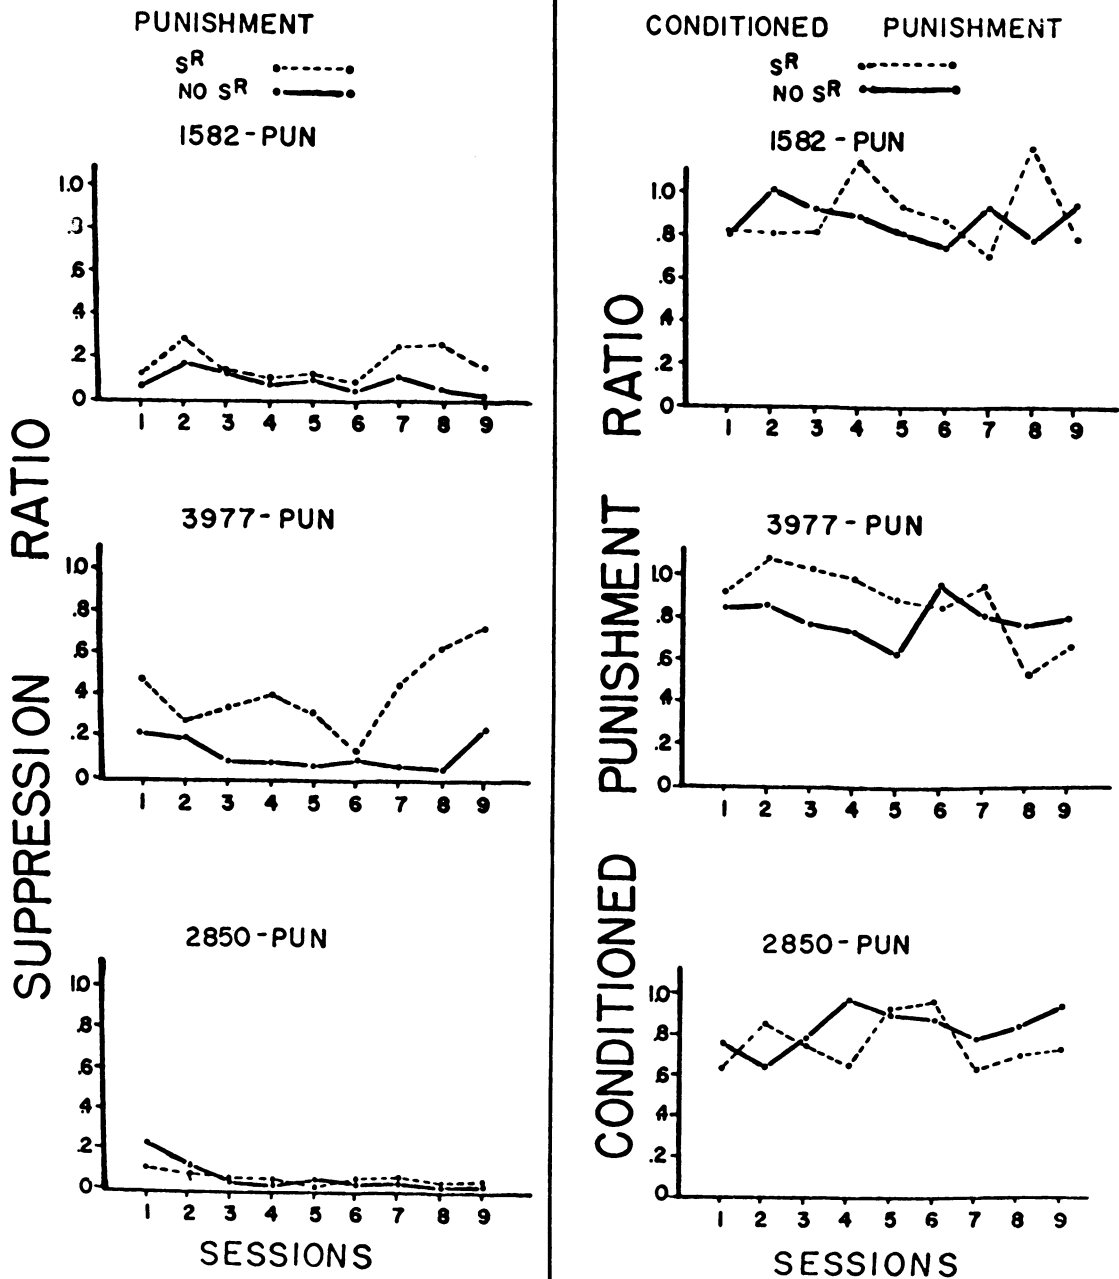 PUNISHMENT
SR
NO SR
1582-PUN
1.0
.8
.6
.4
.2
0
1 2 3 4 5 6 7 8 9
3977-PUN
1.0
.8
.6
.4
.2
0
1 2 3 4 5 6 7 8 9
2850-PUN
1.0
.8
.6
.4
.2
0
1 2 3 4 5 6 7 8 9
SESSIONS
SUPPRESSION RATIO
CONDITIONED PUNISHMENT
SR
NO SR
1582-PUN
1.0
.8
.6
.4
.2
0
1 2 3 4 5 6 7 8 9
3977-PUN
1.0
.8
.6
.4
.2
0
1 2 3 4 5 6 7 8 9
2850-PUN
1.0
.8
.6
.4
.2
0
1 2 3 4 5 6 7 8 9
SESSIONS
CONDITIONED PUNISHMENT RATIO